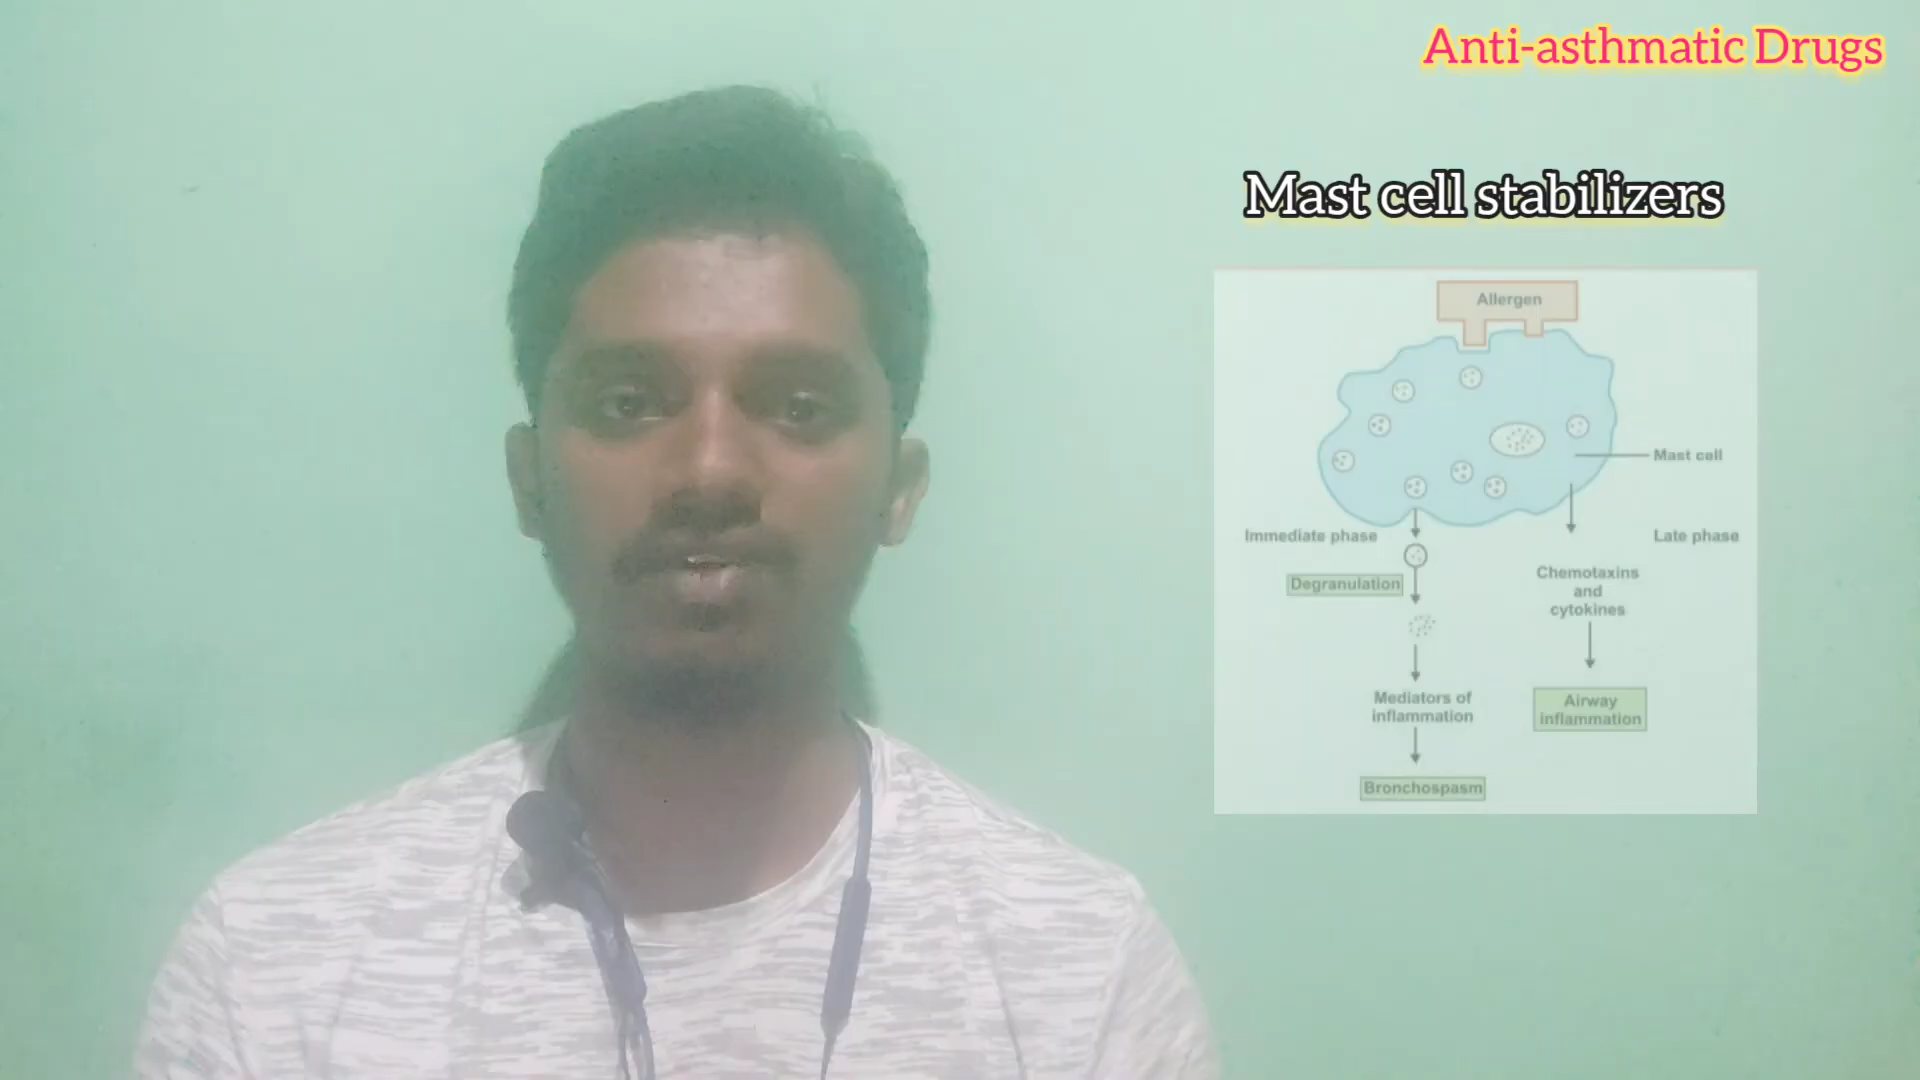 Anti-asthmatic Drugs
Mast cell stabilizers
Allergen
Mast cell
Immediate phase
Late phase
Degranulation
Chemotaxins
and
cytokines
Mediators of
inflammation
Airway
inflammation
Bronchospasm